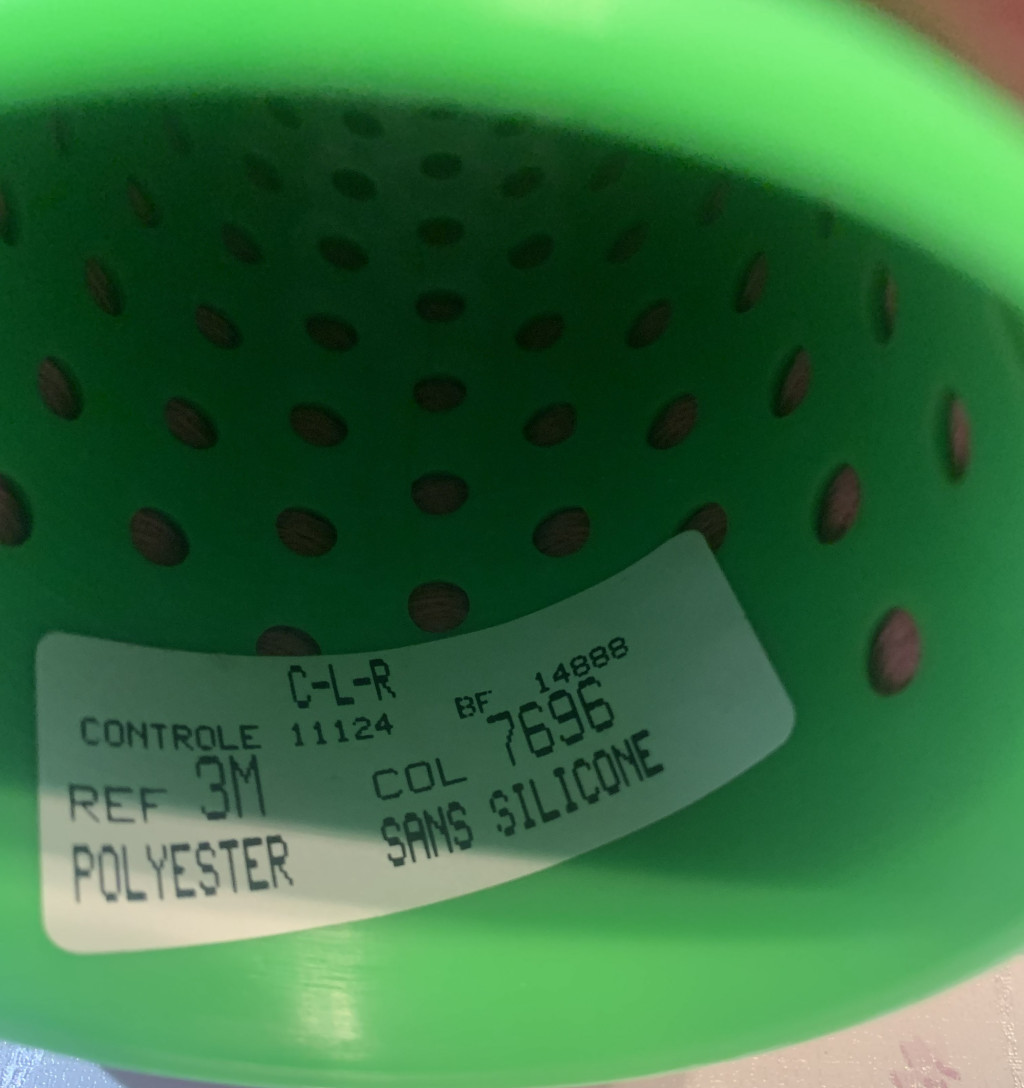 C-L-R
CONTROLE 11124 BF 14888
REF 3M COL 7696
POLYESTER SANS SILICONE